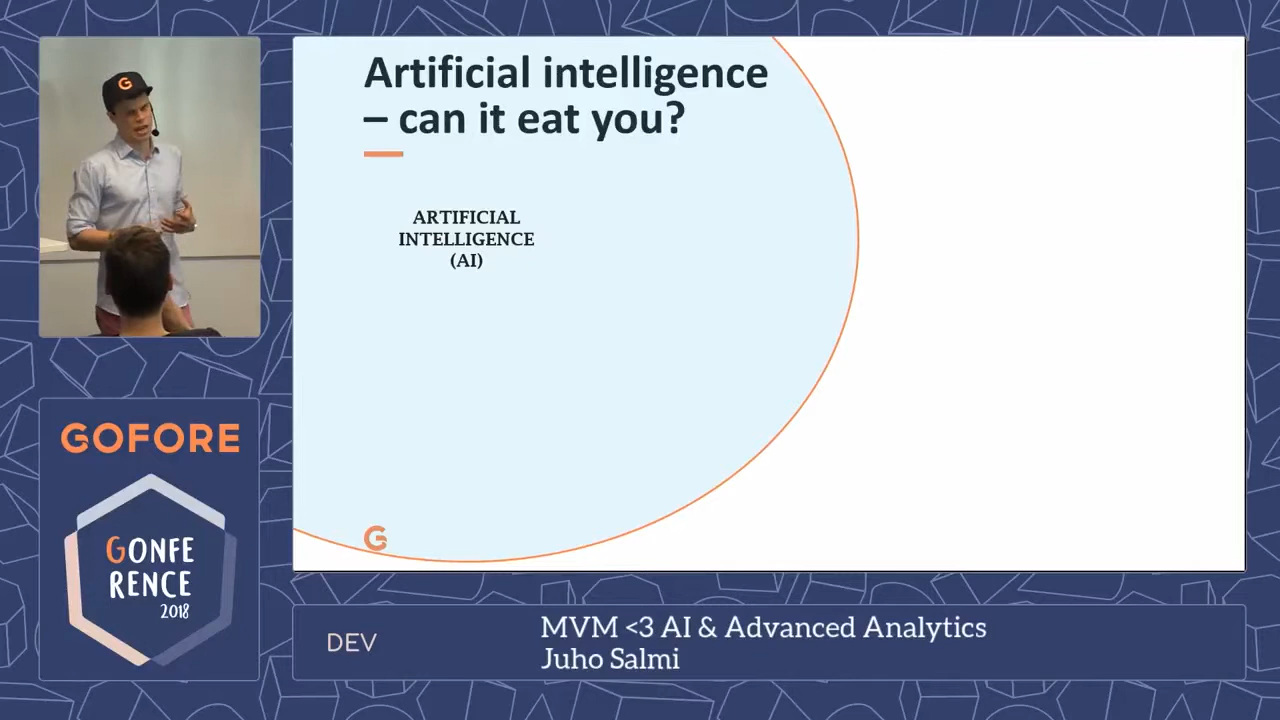 G
Artificial intelligence
– can it eat you?
ARTIFICIAL
INTELLIGENCE
(AI)
G
GOFORE
GONFE
RENCE
2018
DEV
MVM <3 AI & Advanced Analytics
Juho Salmi